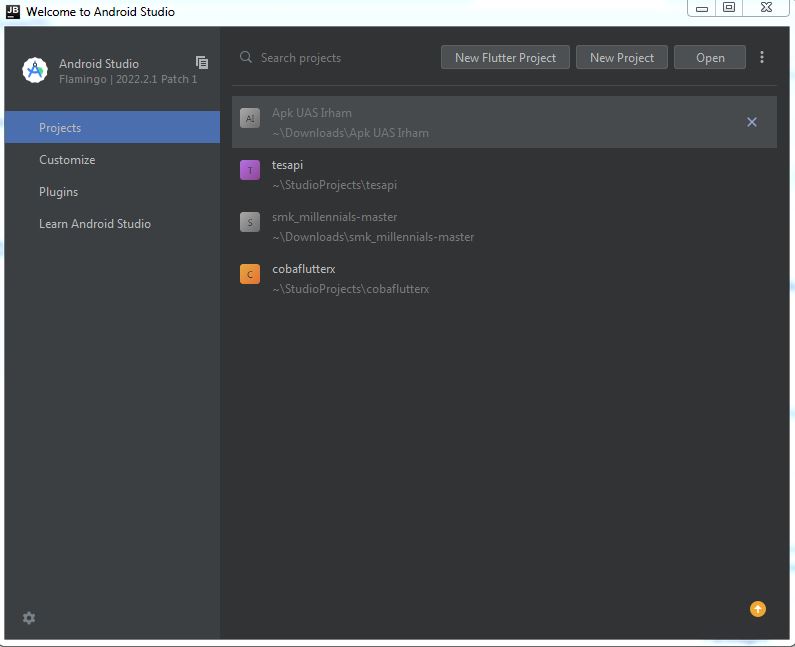 JB
Welcome to Android Studio
Android Studio
Flamingo | 2022.2.1 Patch 1
Projects
Customize
Plugins
Learn Android Studio
Search projects
New Flutter Project
New Project
Open
AI
Apk UAS Irham
~\Downloads\Apk UAS Irham
T
tesapi
~\StudioProjects\tesapi
S
smk_millennials-master
~\Downloads\smk_millennials-master
C
cobaflutterx
~\StudioProjects\cobaflutterx